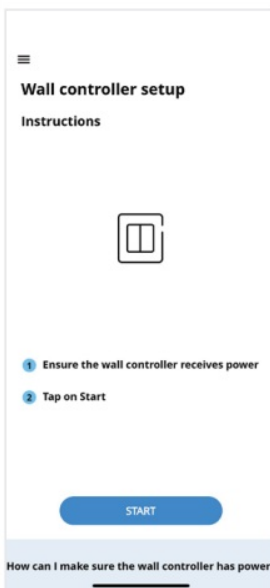 Wall controller setup
Instructions
1 Ensure the wall controller receives power
2 Tap on Start
START
How can I make sure the wall controller has power